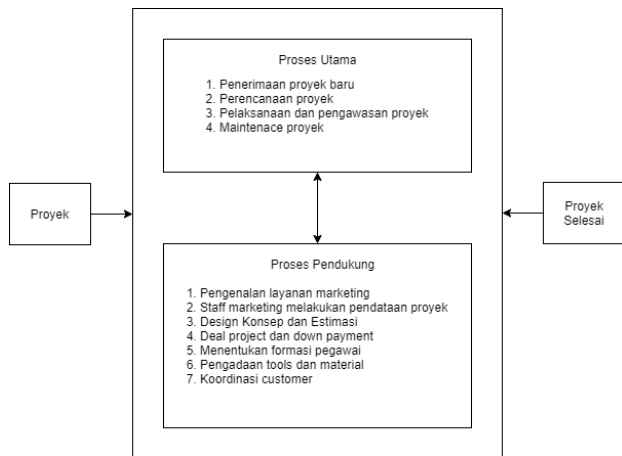 Proses Utama
1. Penerimaan proyek baru
2. Perencanaan proyek
3. Pelaksanaan dan pengawasan proyek
4. Maintenace proyek
Proyek
Proyek
Selesai
Proses Pendukung
1. Pengenalan layanan marketing
2. Staff marketing melakukan pendataan proyek
3. Design Konsep dan Estimasi
4. Deal project dan down payment
5. Menentukan formasi pegawai
6. Pengadaan tools dan material
7. Koordinasi customer